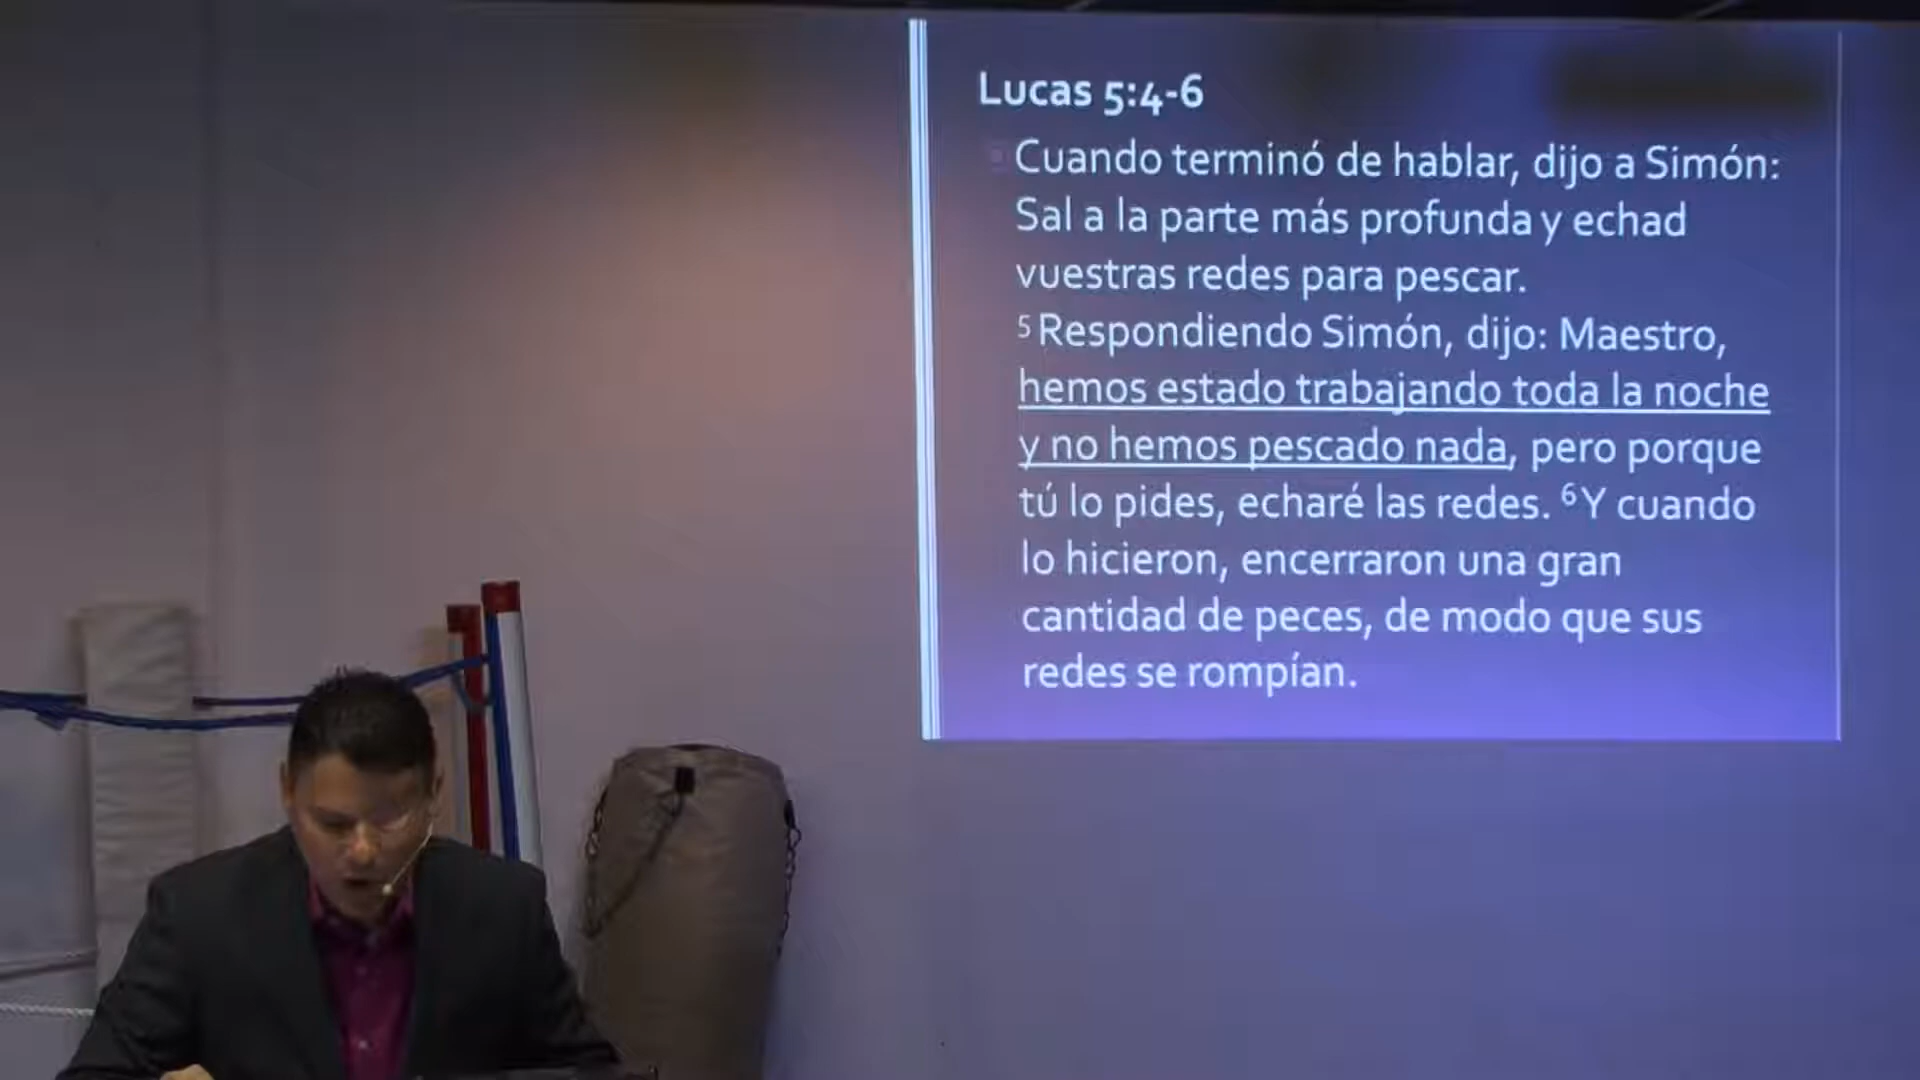 Lucas 5:4-6
Cuando terminó de hablar, dijo a Simón:
Sal a la parte más profunda y echad
vuestras redes para pescar.
5 Respondiendo Simón, dijo: Maestro,
hemos estado trabajando toda la noche
y no hemos pescado nada, pero porque
tú lo pides, echaré las redes. 6 Y cuando
lo hicieron, encerraron una gran
cantidad de peces, de modo que sus
redes se rompían.